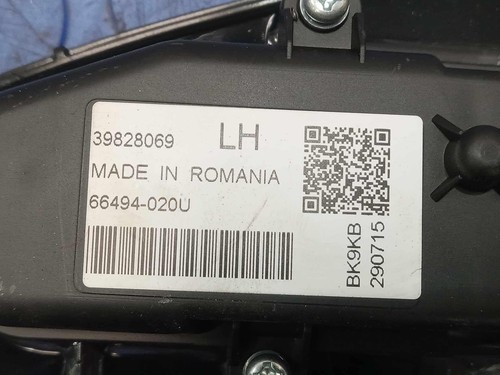 39828069 LH
MADE IN ROMANIA
66494-020U
BK9KB
290715